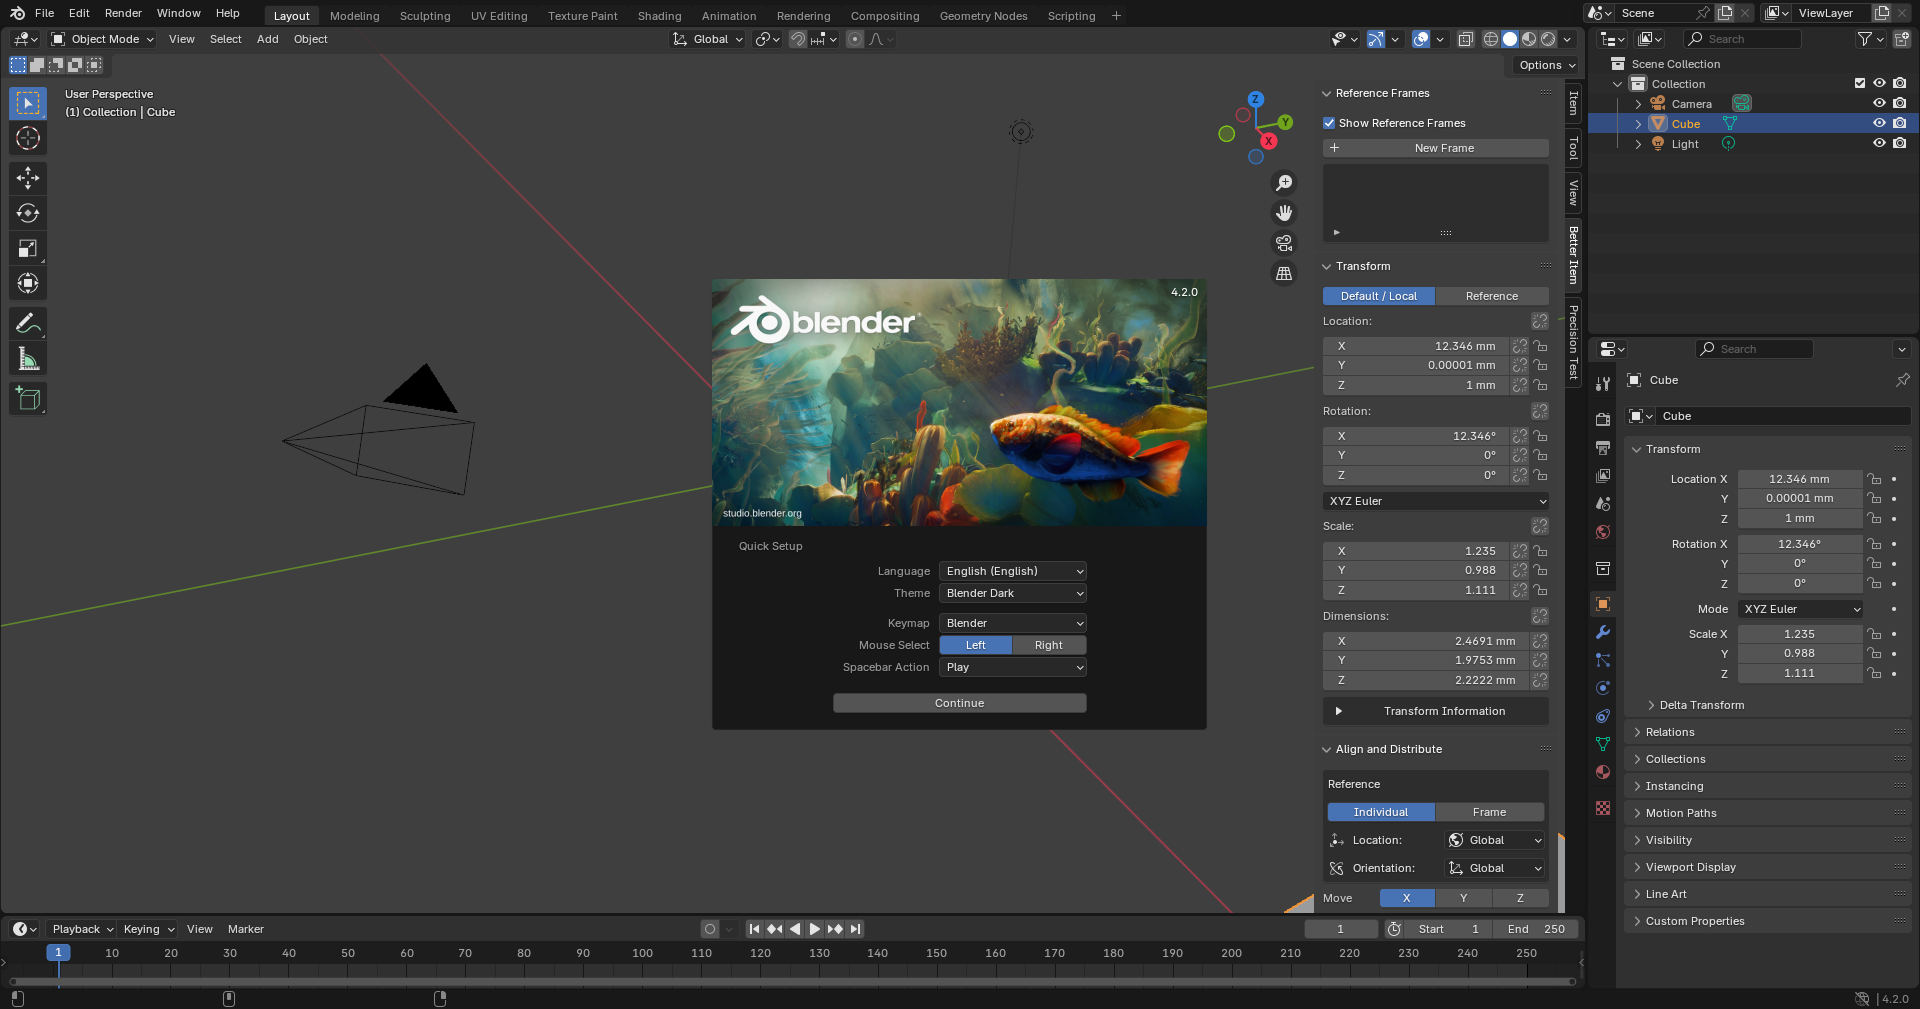 File Edit Render Window Help Layout Modeling Sculpting UV Editing Texture Paint Shading Animation Rendering Compositing Geometry Nodes Scripting Scene ViewLayer
Object Mode View Select Add Object Global Search
Options
User Perspective
(1) Collection | Cube
Z
Y
X
Reference Frames
Show Reference Frames
New Frame
Transform
Default / Local Reference
Location:
X 12.346 mm
Y 0.00001 mm
Z 1 mm
Rotation:
X 12.346°
Y 0°
Z 0°
XYZ Euler
Scale:
X 1.235
Y 0.988
Z 1.111
Dimensions:
X 2.4691 mm
Y 1.9753 mm
Z 2.2222 mm
Transform Information
Align and Distribute
Reference
Individual Frame
Location: Global
Orientation: Global
Move X Y Z
Item
Tool
View
Better Item
Precision Test
4.2.0
blender
studio.blender.org
Quick Setup
Language English (English)
Theme Blender Dark
Keymap Blender
Mouse Select Left Right
Spacebar Action Play
Continue
Scene Collection
Collection
Camera
Cube
Light
Search
Cube
Cube
Transform
Location X 12.346 mm
Y 0.00001 mm
Z 1 mm
Rotation X 12.346°
Y 0°
Z 0°
Mode XYZ Euler
Scale X 1.235
Y 0.988
Z 1.111
Delta Transform
Relations
Collections
Instancing
Motion Paths
Visibility
Viewport Display
Line Art
Custom Properties
Playback Keying View Marker 1 Start 1 End 250
1 10 20 30 40 50 60 70 80 90 100 110 120 130 140 150 160 170 180 190 200 210 220 230 240 250
4.2.0